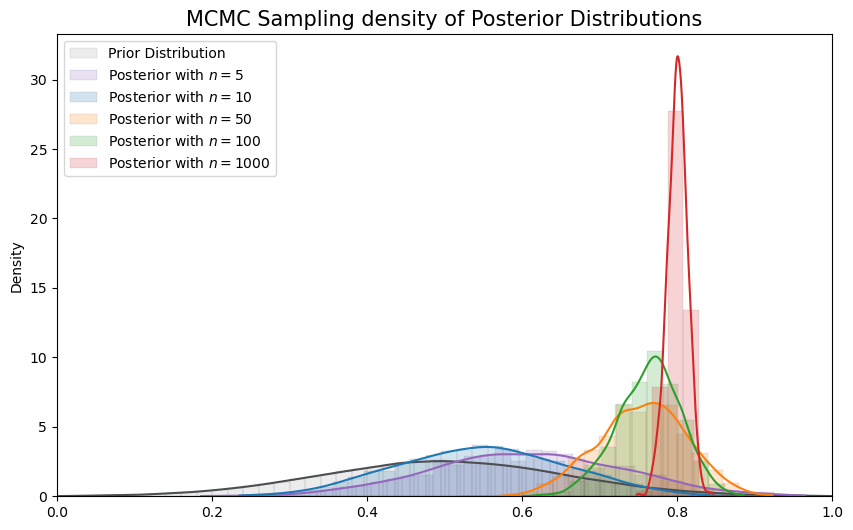 MCMC Sampling density of Posterior Distributions
Prior Distribution
Posterior with n = 5
Posterior with n = 10
Posterior with n = 50
Posterior with n = 100
Posterior with n = 1000
Density
30
25
20
15
10
5
0
0.0 0.2 0.4 0.6 0.8 1.0